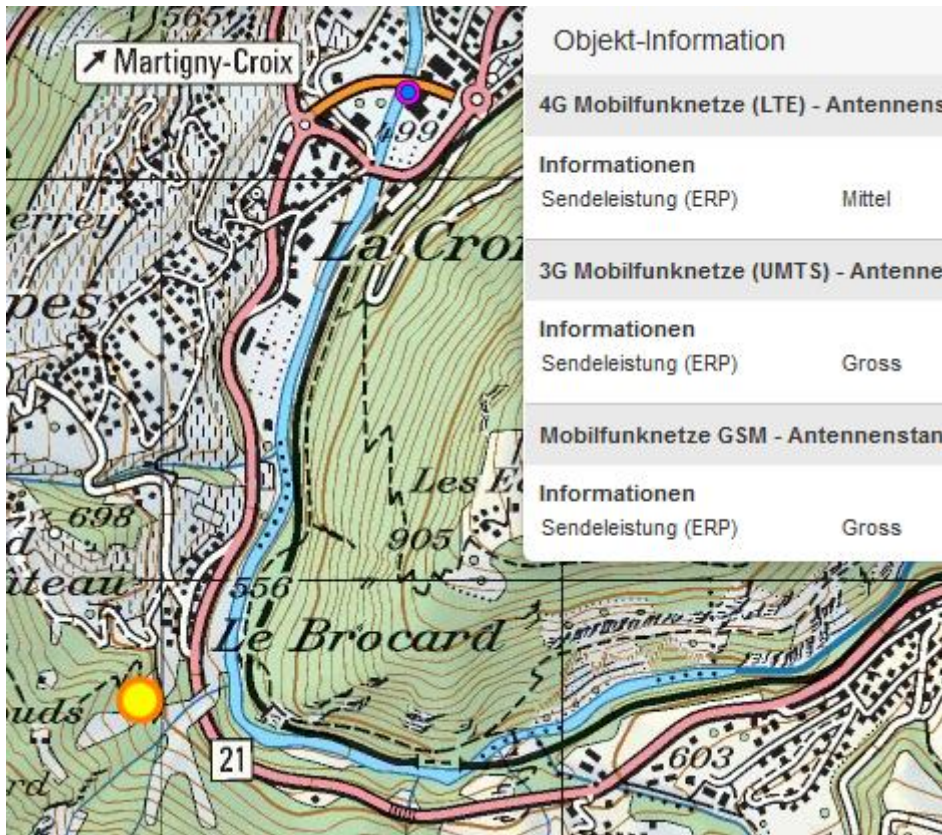 565
Martigny-Croix
499
errey
La Croi
pes
Les E
698
905
d
âteau
556
Le Brocard
uds
21
603
rd
Objekt-Information
4G Mobilfunknetze (LTE) - Antennens
Informationen
Sendeleistung (ERP) Mittel
3G Mobilfunknetze (UMTS) - Antenne
Informationen
Sendeleistung (ERP) Gross
Mobilfunknetze GSM - Antennenstan
Informationen
Sendeleistung (ERP) Gross